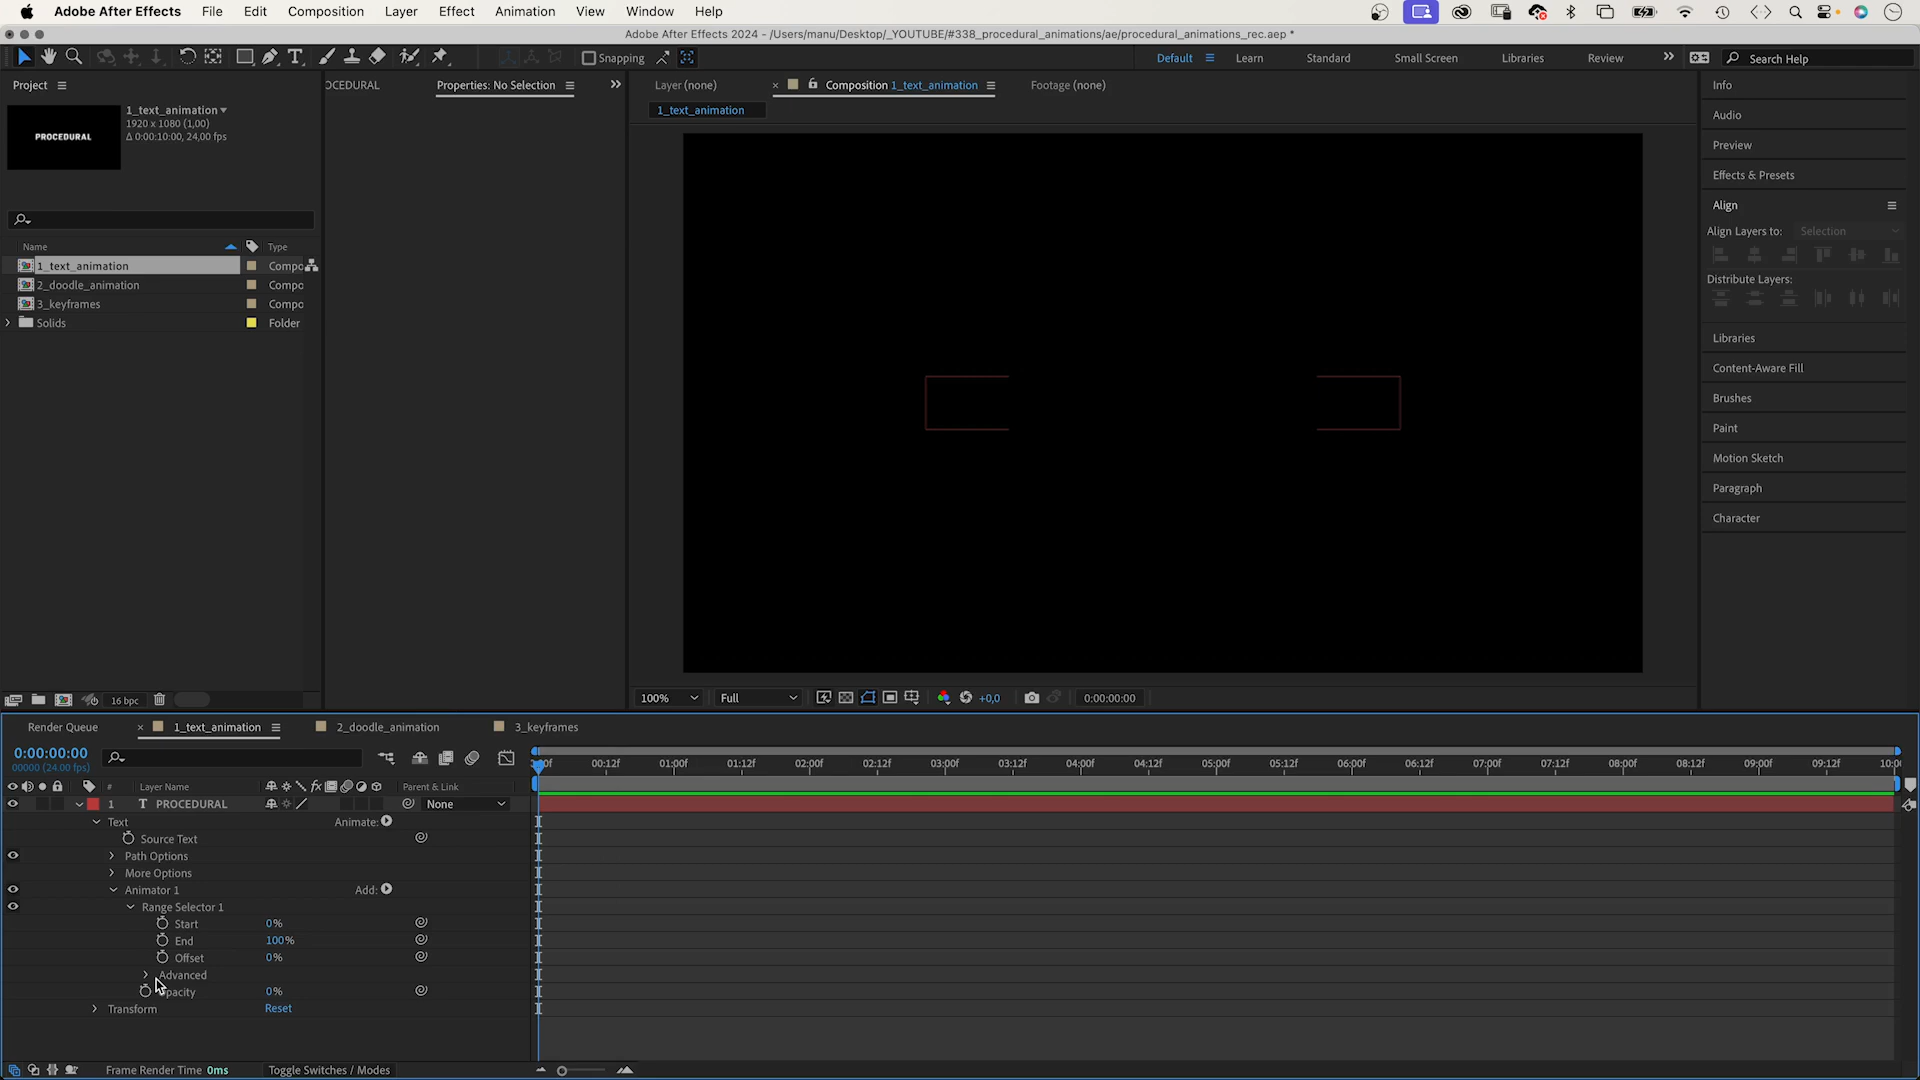 Adobe After Effects File Edit Composition Layer Effect Animation View Window Help
Adobe After Effects 2024 - /Users/manu/Desktop/_YOUTUBE/#338_procedural_animations/ae/procedural_animations_rec.aep *
Snapping
Default Learn Standard Small Screen Libraries Review Search Help
Project
OCEDURAL Properties: No Selection
Layer (none) Composition 1_text_animation Footage (none)
1_text_animation
1_text_animation
1920 x 1080 (1,00)
Δ 0:00:10:00, 24,00 fps
PROCEDURAL
Name Type
1_text_animation Compo
2_doodle_animation Compo
3_keyframes Compo
Solids Folder
16 bpc
100% Full +0,0 0:00:00:00
Info
Audio
Preview
Effects & Presets
Align
Align Layers to: Selection
Distribute Layers:
Libraries
Content-Aware Fill
Brushes
Paint
Motion Sketch
Paragraph
Character
Render Queue 1_text_animation 2_doodle_animation 3_keyframes
0:00:00:00
00000 (24.00 fps)
00f 00:12f 01:00f 01:12f 02:00f 02:12f 03:00f 03:12f 04:00f 04:12f 05:00f 05:12f 06:00f 06:12f 07:00f 07:12f 08:00f 08:12f 09:00f 09:12f 10:00
# Layer Name Parent & Link
1 T PROCEDURAL None
Text Animate:
Source Text
Path Options
More Options
Animator 1 Add:
Range Selector 1
Start 0%
End 100%
Offset 0%
Advanced
pacity 0%
Transform Reset
Frame Render Time 0ms Toggle Switches / Modes